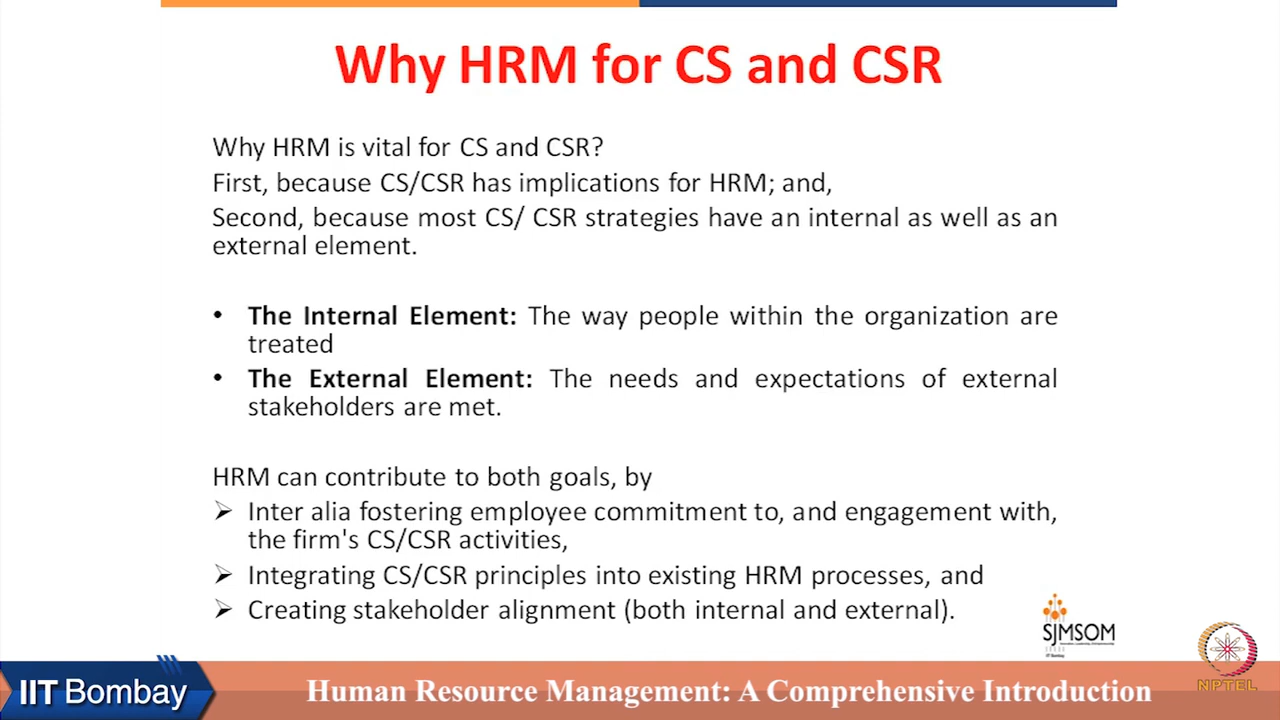 Why HRM for CS and CSR
Why HRM is vital for CS and CSR?
First, because CS/CSR has implications for HRM; and,
Second, because most CS/ CSR strategies have an internal as well as an
external element.
• The Internal Element: The way people within the organization are
treated
• The External Element: The needs and expectations of external
stakeholders are met.
HRM can contribute to both goals, by
➢ Inter alia fostering employee commitment to, and engagement with,
the firm's CS/CSR activities,
➢ Integrating CS/CSR principles into existing HRM processes, and
➢ Creating stakeholder alignment (both internal and external).
SJMSOM
IIT Bombay
NPTEL
IIT Bombay
Human Resource Management: A Comprehensive Introduction